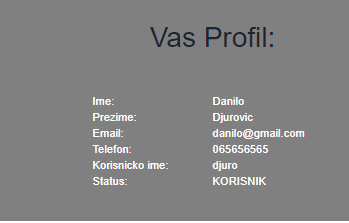 Vas Profil:
Ime: Danilo
Prezime: Djurovic
Email: danilo@gmail.com
Telefon: 065656565
Korisnicko ime: djuro
Status: KORISNIK